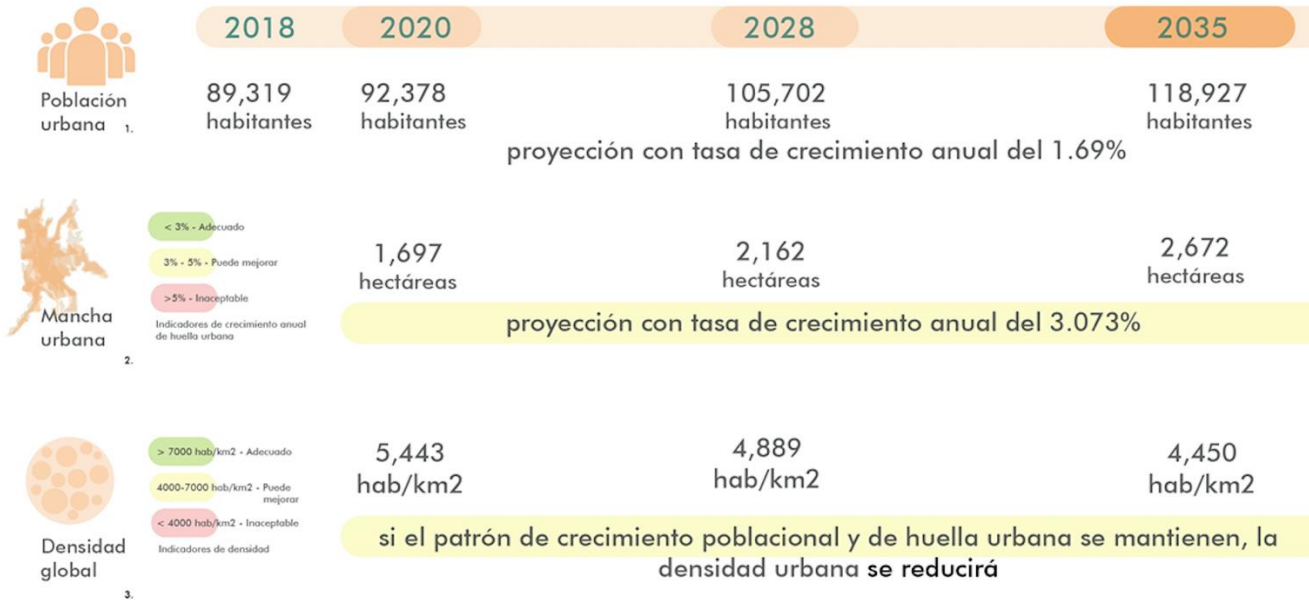 2018
2020
2028
2035
Población
urbana 1.
89,319
habitantes
92,378
habitantes
105,702
habitantes
118,927
habitantes
proyección con tasa de crecimiento anual del 1.69%
Mancha
urbana
2.
< 3% - Adecuado
3% - 5% - Puede mejorar
>5% - Inaceptable
Indicadores de crecimiento anual
de huella urbana
1,697
hectáreas
2,162
hectáreas
2,672
hectáreas
proyección con tasa de crecimiento anual del 3.073%
Densidad
global
3.
> 7000 hab/km2 - Adecuado
4000-7000 hab/km2 - Puede
mejorar
< 4000 hab/km2 - Inaceptable
Indicadores de densidad
5,443
hab/km2
4,889
hab/km2
4,450
hab/km2
si el patrón de crecimiento poblacional y de huella urbana se mantienen, la
densidad urbana se reducirá